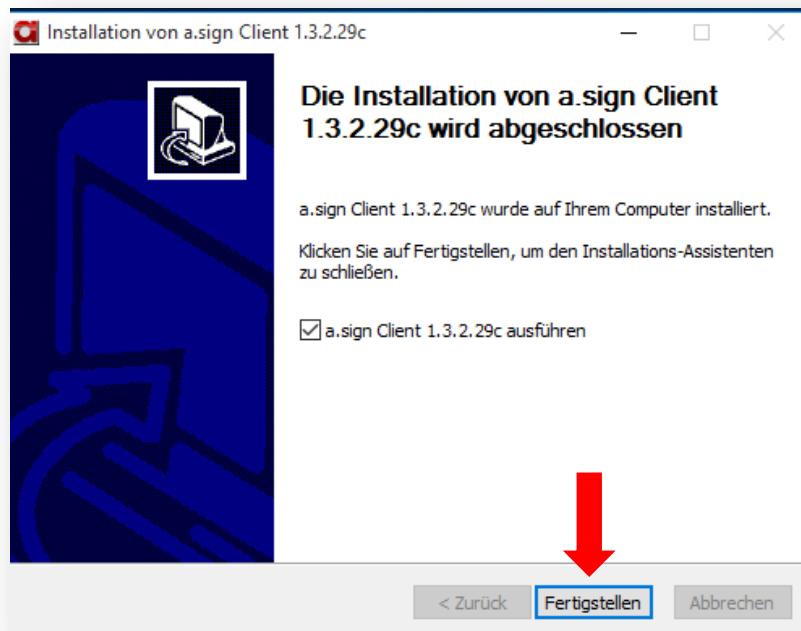 Installation von a.sign Client 1.3.2.29c
Die Installation von a.sign Client
1.3.2.29c wird abgeschlossen
a.sign Client 1.3.2.29c wurde auf Ihrem Computer installiert.
Klicken Sie auf Fertigstellen, um den Installations-Assistenten
zu schließen.
a.sign Client 1.3.2.29c ausführen
< Zurück Fertigstellen Abbrechen